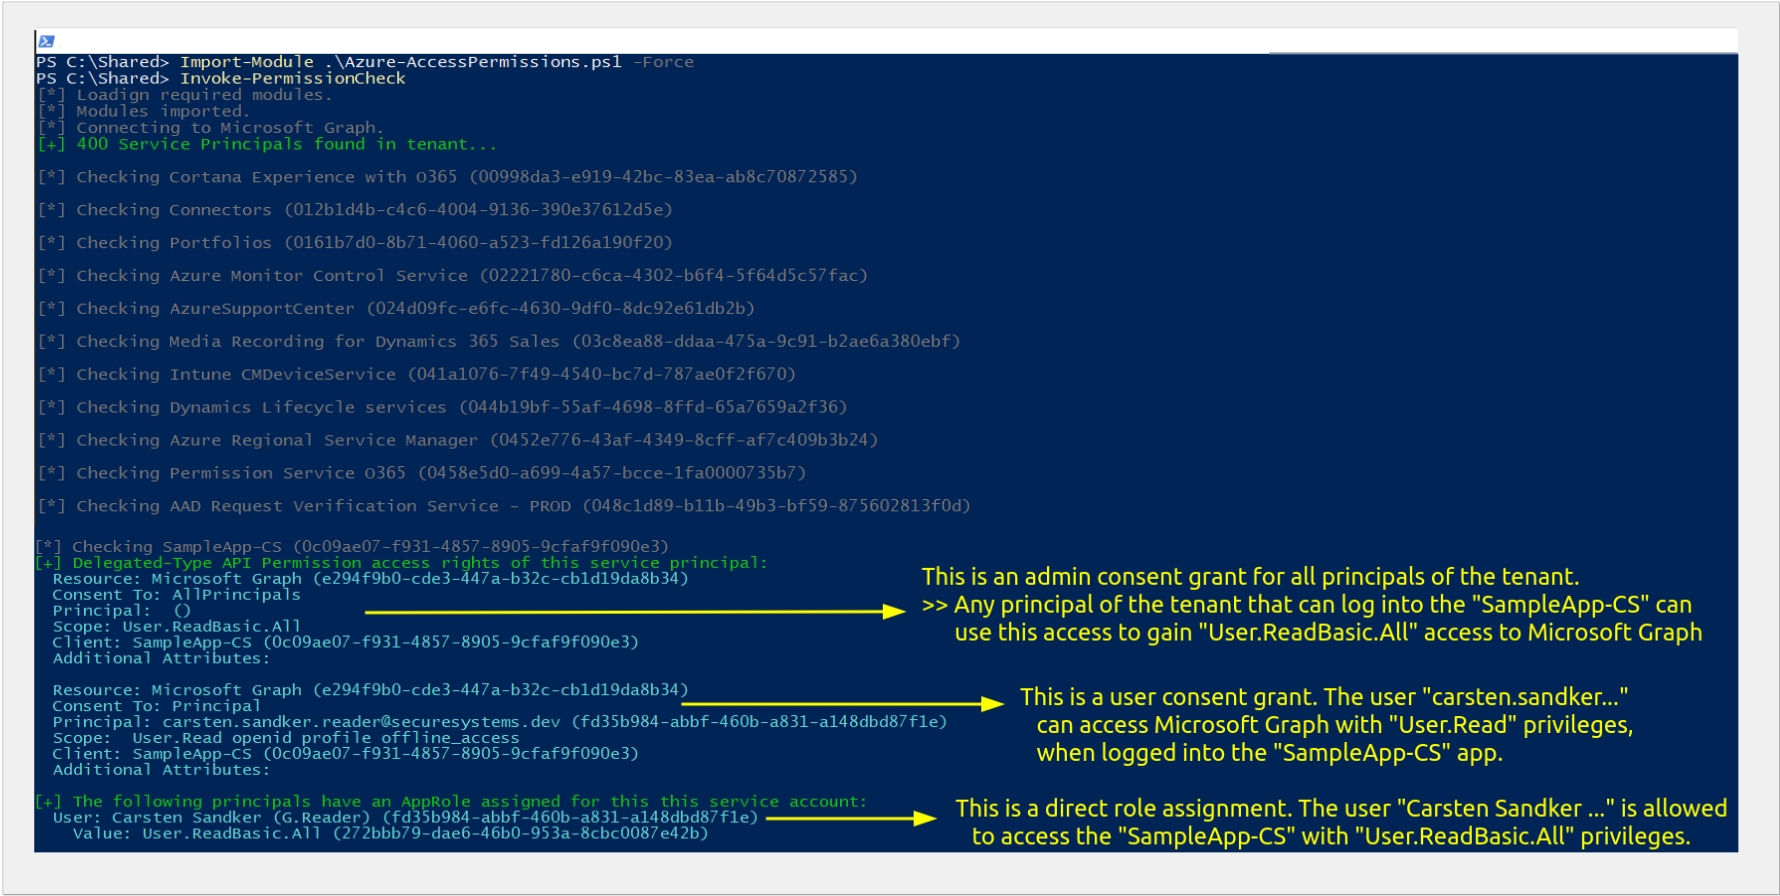 PS C:\Shared> Import-Module .\Azure-AccessPermissions.ps1 -Force
PS C:\Shared> Invoke-PermissionCheck
[*] Loadign required modules.
[*] Modules imported.
[*] Connecting to Microsoft Graph.
[+] 400 Service Principals found in tenant...
[*] Checking Cortana Experience with O365 (00998da3-e919-42bc-83ea-ab8c70872585)
[*] Checking Connectors (012b1d4b-c4c6-4004-9136-390e37612d5e)
[*] Checking Portfolios (0161b7d0-8b71-4060-a523-fd126a190f20)
[*] Checking Azure Monitor Control Service (02221780-c6ca-4302-b6f4-5f64d5c57fac)
[*] Checking AzureSupportCenter (024d09fc-e6fc-4630-9df0-8dc92e61db2b)
[*] Checking Media Recording for Dynamics 365 Sales (03c8ea88-ddaa-475a-9c91-b2ae6a380ebf)
[*] Checking Intune CMDeviceService (041a1076-7f49-4540-bc7d-787ae0f2f670)
[*] Checking Dynamics Lifecycle services (044b19bf-55af-4698-8ffd-65a7659a2f36)
[*] Checking Azure Regional Service Manager (0452e776-43af-4349-8cff-af7c409b3b24)
[*] Checking Permission Service O365 (0458e5d0-a699-4a57-bcce-1fa0000735b7)
[*] Checking AAD Request Verification Service - PROD (048c1d89-b11b-49b3-bf59-875602813f0d)
[*] Checking SampleApp-CS (0c09ae07-f931-4857-8905-9cfaf9f090e3)
[+] Delegated-Type API Permission access rights of this service principal:
Resource: Microsoft Graph (e294f9b0-cde3-447a-b32c-cb1d19da8b34)
Consent To: AllPrincipals
Principal:  ()
Scope: User.ReadBasic.All
Client: SampleApp-CS (0c09ae07-f931-4857-8905-9cfaf9f090e3)
Additional Attributes:
This is an admin consent grant for all principals of the tenant.
>> Any principal of the tenant that can log into the "SampleApp-CS" can
use this access to gain "User.ReadBasic.All" access to Microsoft Graph
Resource: Microsoft Graph (e294f9b0-cde3-447a-b32c-cb1d19da8b34)
Consent To: Principal
Principal: carsten.sandker.reader@securesystems.dev (fd35b984-abbf-460b-a831-a148dbd87f1e)
Scope:  User.Read openid profile offline_access
Client: SampleApp-CS (0c09ae07-f931-4857-8905-9cfaf9f090e3)
Additional Attributes:
This is a user consent grant. The user "carsten.sandker..."
can access Microsoft Graph with "User.Read" privileges,
when logged into the "SampleApp-CS" app.
[+] The following principals have an AppRole assigned for this this service account:
User: Carsten Sandker (G.Reader) (fd35b984-abbf-460b-a831-a148dbd87f1e)
Value: User.ReadBasic.All (272bbb79-dae6-46b0-953a-8cbc0087e42b)
This is a direct role assignment. The user "Carsten Sandker ..." is allowed
to access the "SampleApp-CS" with "User.ReadBasic.All" privileges.